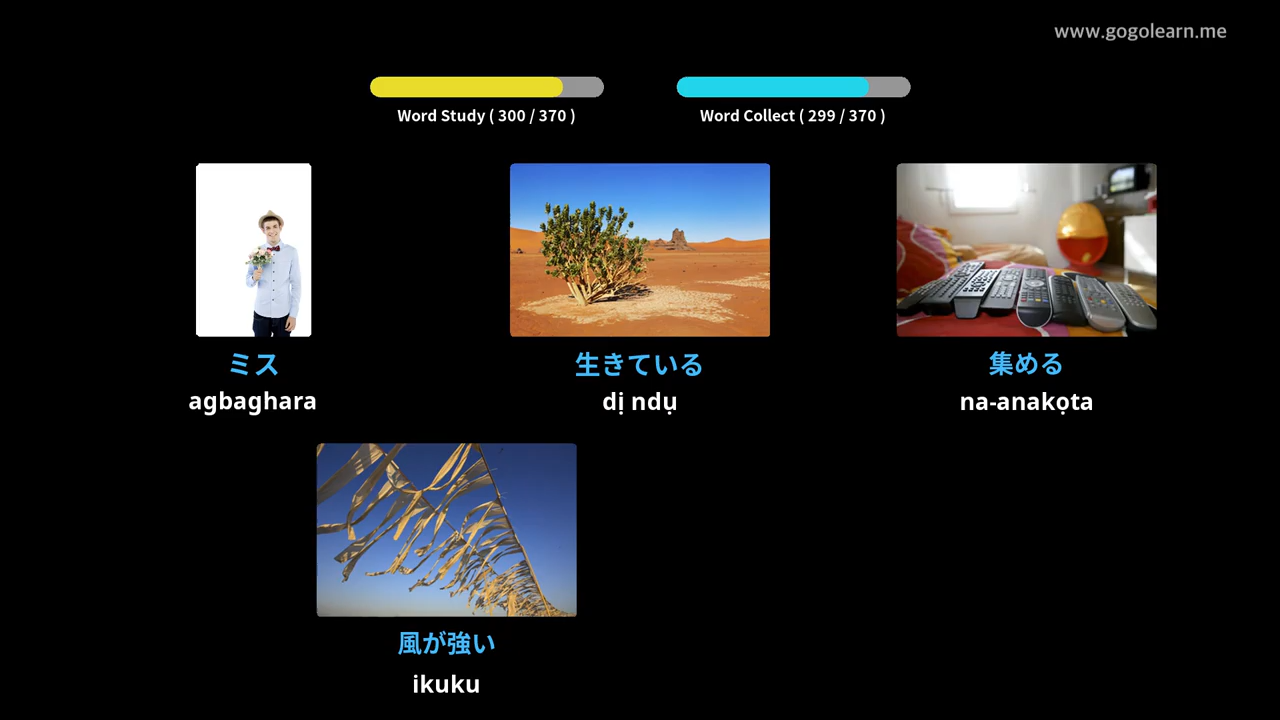 www.gogolearn.me
Word Study ( 300 / 370 )
Word Collect ( 299 / 370 )
ミス
agbaghara
生きている
dị ndụ
集める
na-anakọta
風が強い
ikuku